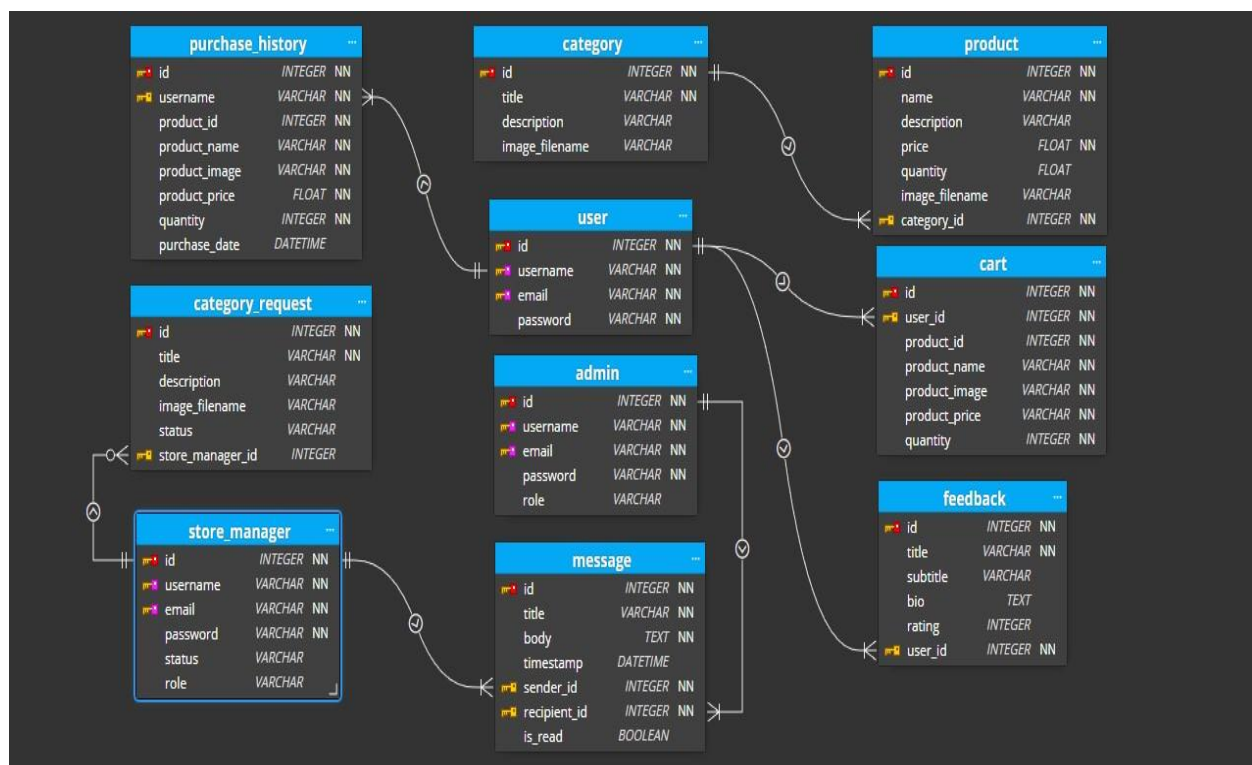 purchase_history ...
id INTEGER NN
username VARCHAR NN
product_id INTEGER NN
product_name VARCHAR NN
product_image VARCHAR NN
product_price FLOAT NN
quantity INTEGER NN
purchase_date DATETIME
category ...
id INTEGER NN
title VARCHAR NN
description VARCHAR
image_filename VARCHAR
product ...
id INTEGER NN
name VARCHAR NN
description VARCHAR
price FLOAT NN
quantity FLOAT
image_filename VARCHAR
category_id INTEGER NN
user ...
id INTEGER NN
username VARCHAR NN
email VARCHAR NN
password VARCHAR NN
cart ...
id INTEGER NN
user_id INTEGER NN
product_id INTEGER NN
product_name VARCHAR NN
product_image VARCHAR NN
product_price VARCHAR NN
quantity INTEGER NN
category_request ...
id INTEGER NN
title VARCHAR NN
description VARCHAR
image_filename VARCHAR
status VARCHAR
store_manager_id INTEGER
admin ...
id INTEGER NN
username VARCHAR NN
email VARCHAR NN
password VARCHAR NN
role VARCHAR
feedback ...
id INTEGER NN
title VARCHAR NN
subtitle VARCHAR
bio TEXT
rating INTEGER
user_id INTEGER NN
store_manager ...
id INTEGER NN
username VARCHAR NN
email VARCHAR NN
password VARCHAR NN
status VARCHAR
role VARCHAR
message ...
id INTEGER NN
title VARCHAR NN
body TEXT NN
timestamp DATETIME
sender_id INTEGER NN
recipient_id INTEGER NN
is_read BOOLEAN